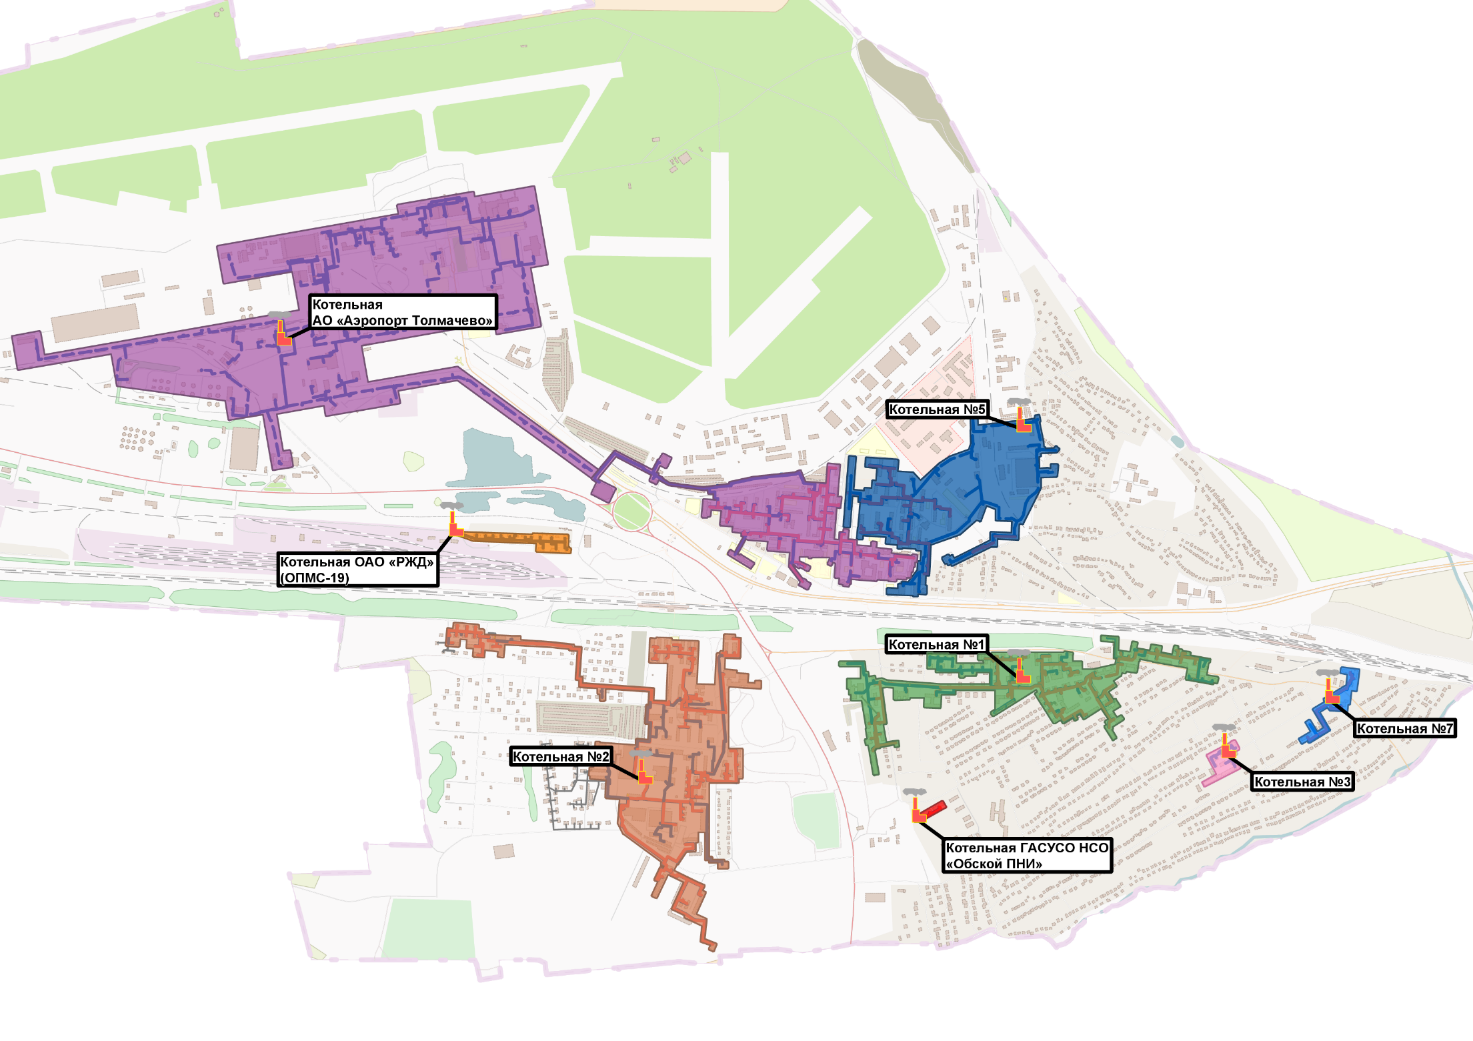 Котельная
АО «Аэропорт Толмачево»
Котельная №5
Котельная ОАО «РЖД»
(ОПМС-19)
Котельная №1
Котельная №7
Котельная №2
Котельная №3
Котельная ГАСУСО НСО
«Обской ПНИ»